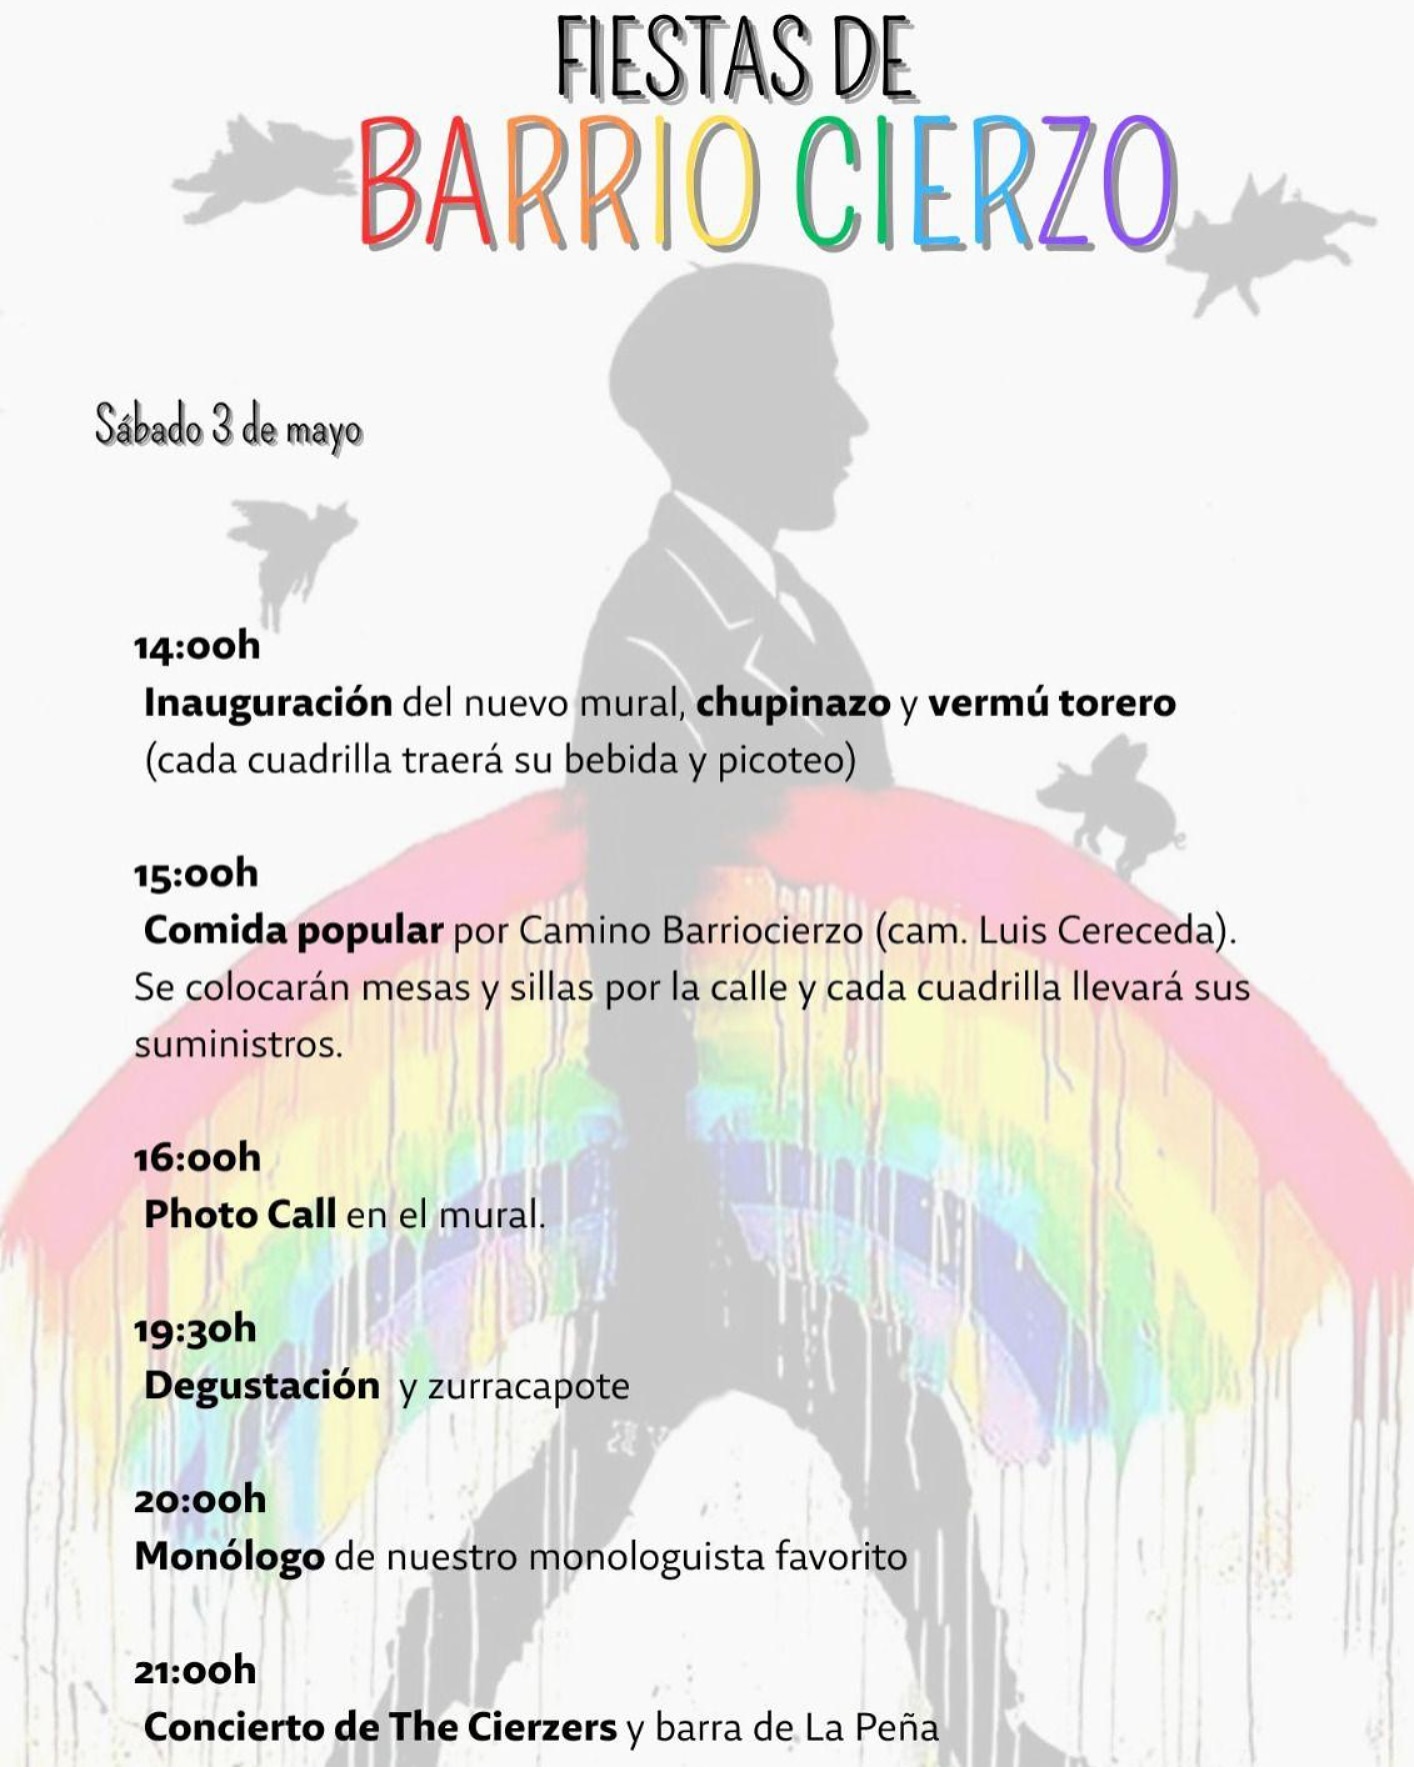 FIESTAS DE
BARRIO CIERZO
Sábado 3 de mayo
14:00h
Inauguración del nuevo mural, chupinazo y vermú torero
(cada cuadrilla traerá su bebida y picoteo)
15:00h
Comida popular por Camino Barriocierzo (cam. Luis Cereceda).
Se colocarán mesas y sillas por la calle y cada cuadrilla llevará sus
suministros.
16:00h
Photo Call en el mural.
19:30h
Degustación y zurracapote
20:00h
Monólogo de nuestro monologuista favorito
21:00h
Concierto de The Cierzers y barra de La Peña